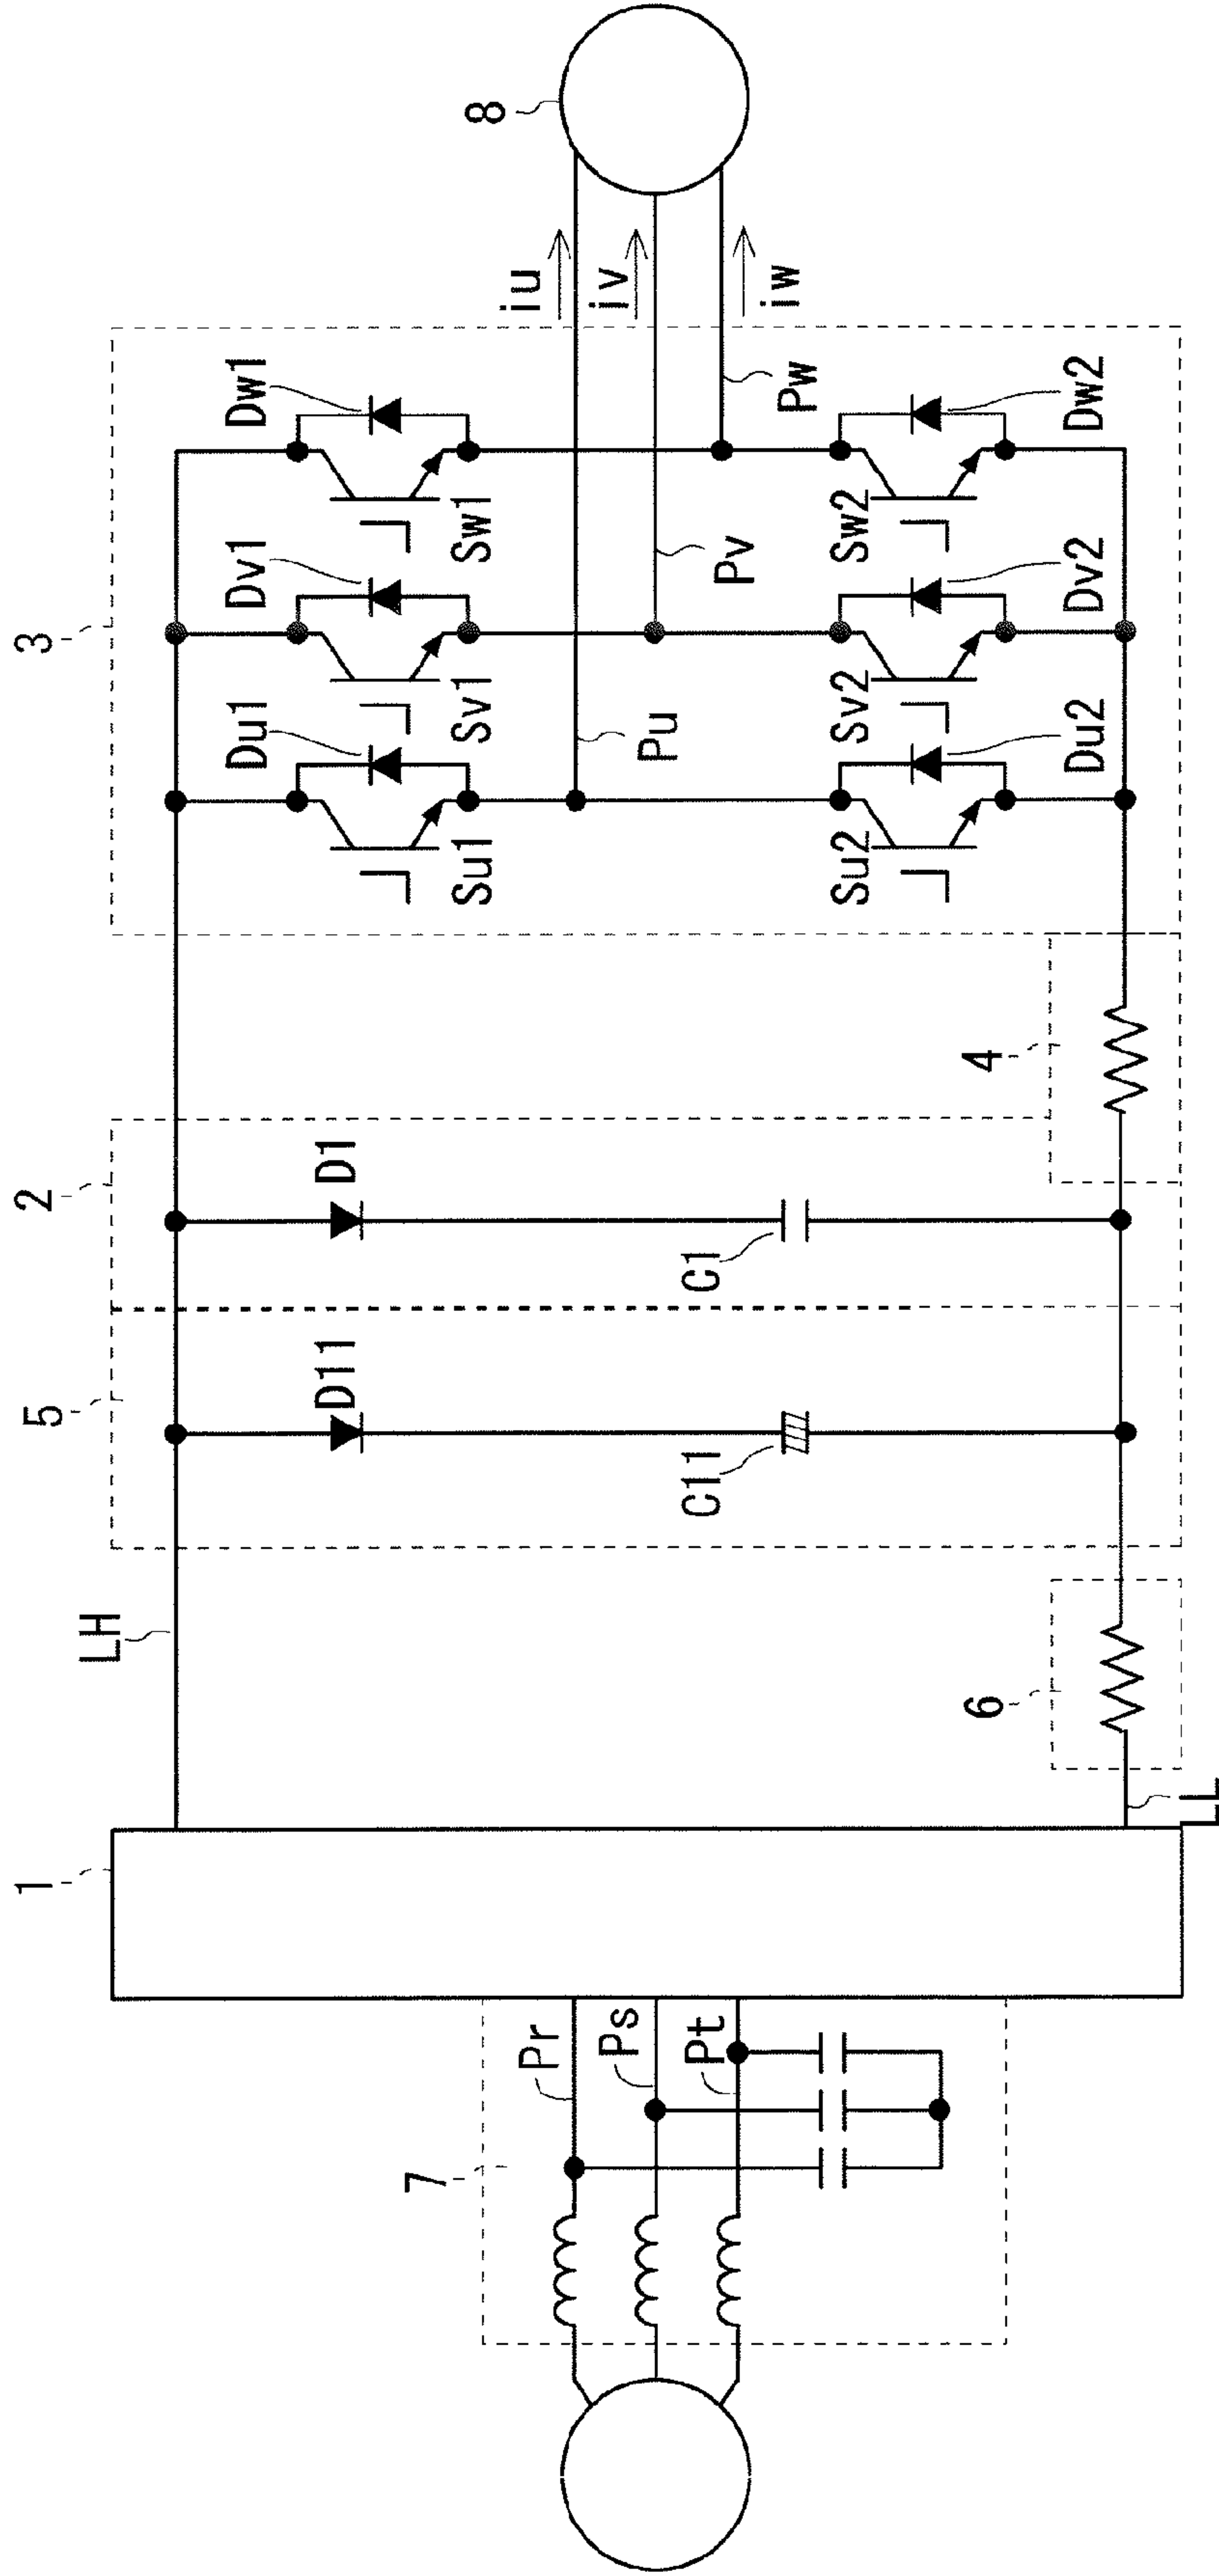 8
iu
iv
iw
3
Dw1
Pw
Dw2
Sw1
Sw2
Dv1
Pv
Dv2
Sv1
Sv2
Du1
Pu
Du2
Su1
Su2
4
2
D1
C1
5
D11
C11
LH
6
LL
1
Pr
Ps
Pt
7